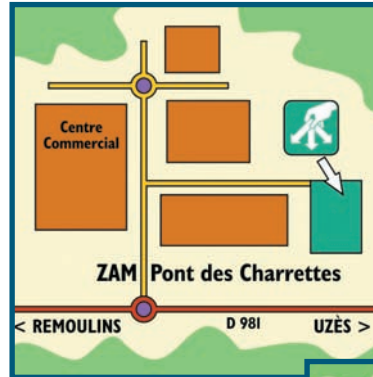 Centre
Commercial
ZAM Pont des Charrettes
< REMOULINS
D 981
UZÈS >